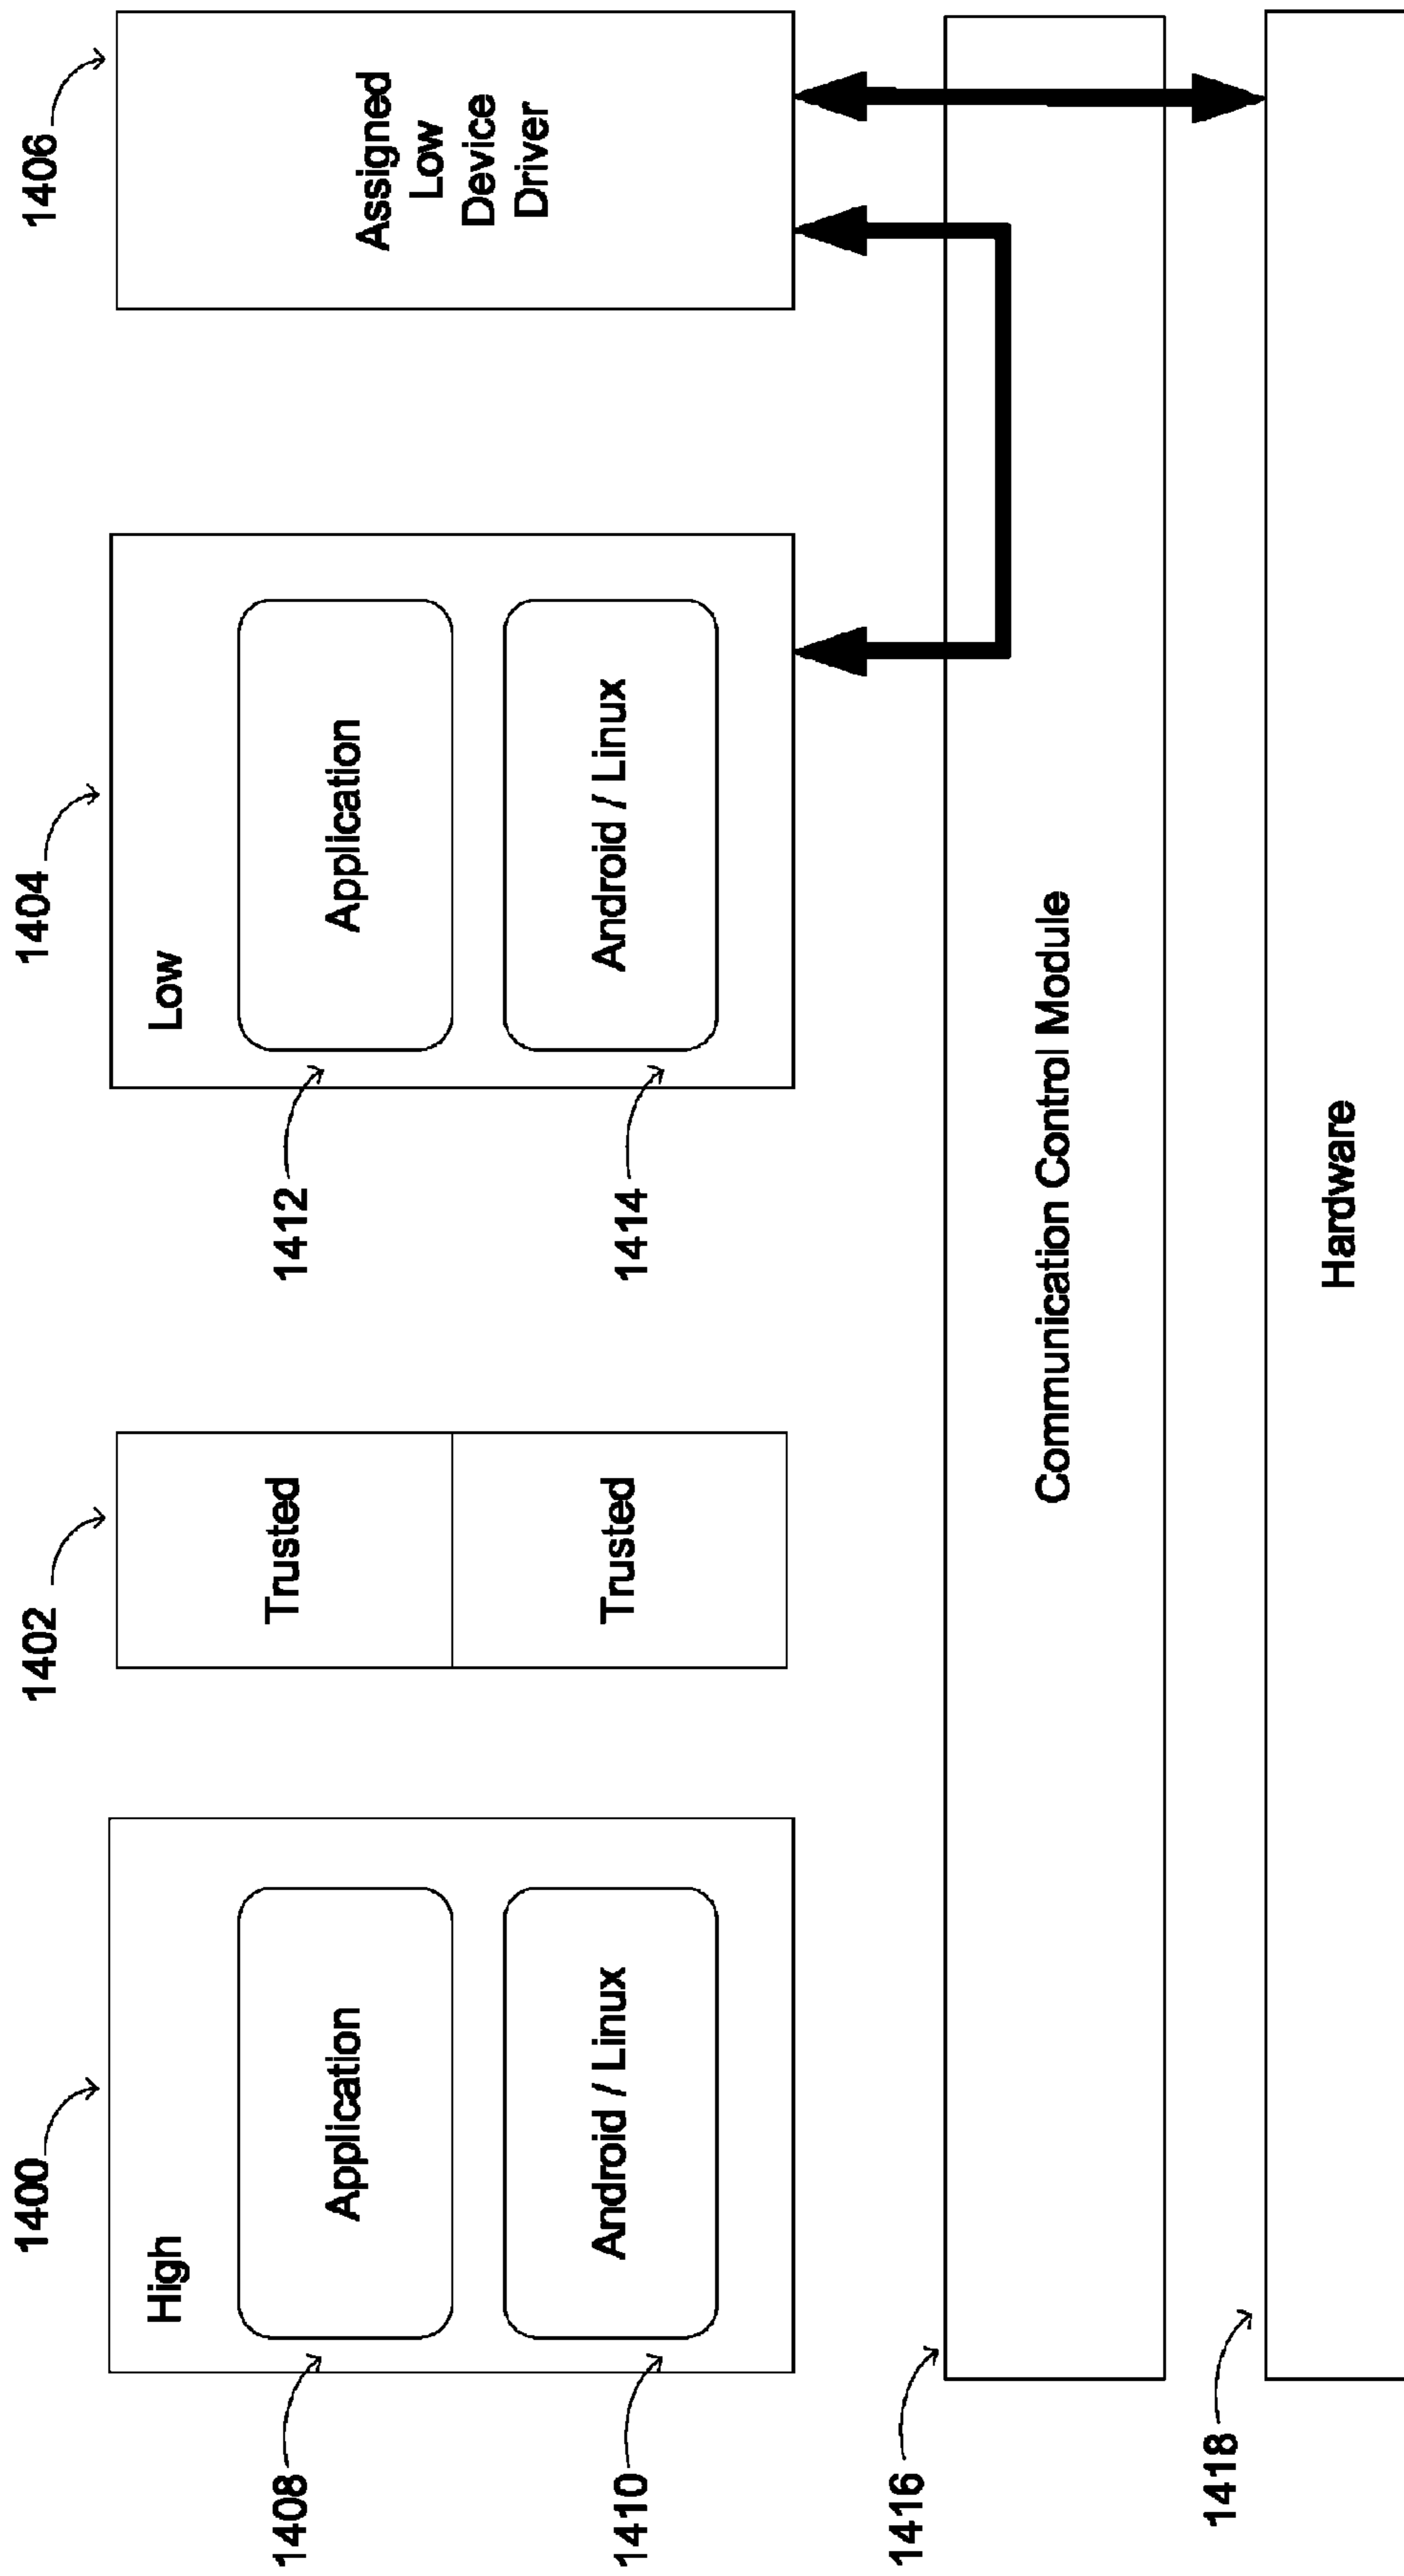 1400
1402
1404
1406
High
Application
Android / Linux
1408
1410
Trusted
Trusted
Low
Application
Android / Linux
1412
1414
Assigned
Low
Device
Driver
1416
Communication Control Module
1418
Hardware